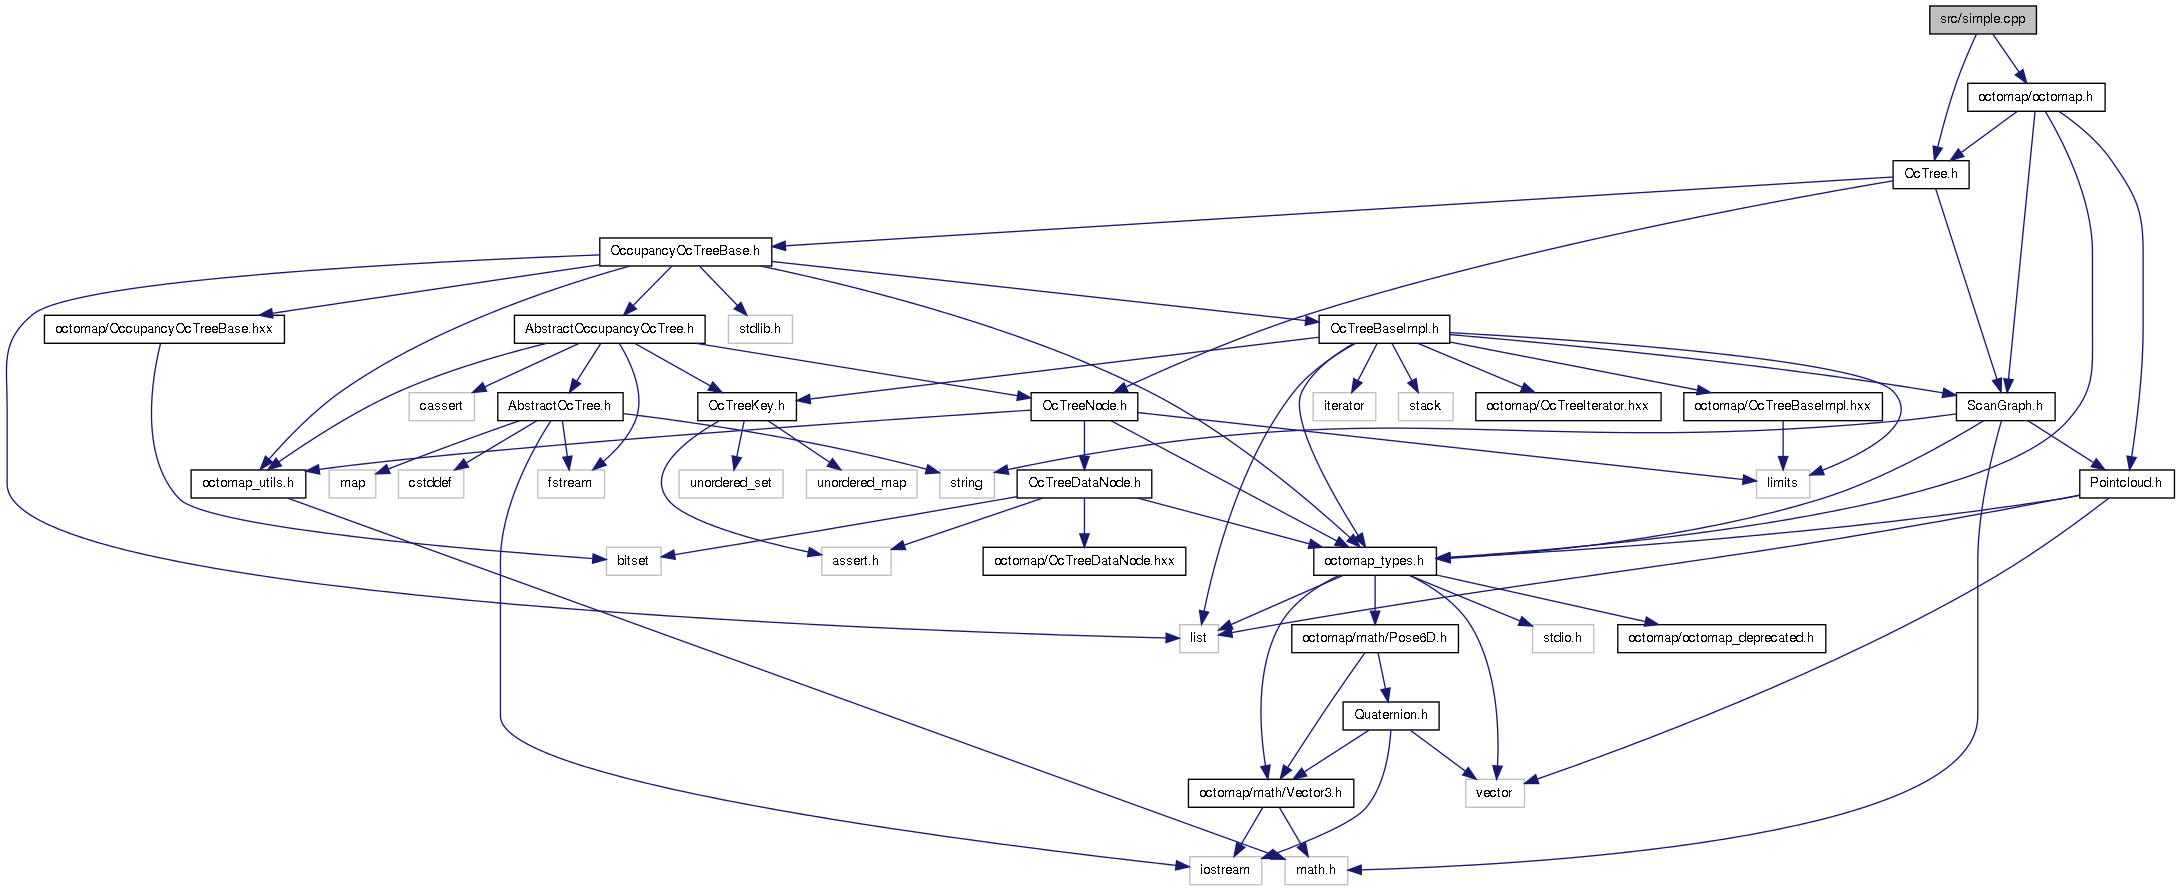 src/simple.cpp
octomap/octomap.h
OcTree.h
OccupancyOcTreeBase.h
octomap/OccupancyOcTreeBase.hxx
AbstractOccupancyOcTree.h
stdlib.h
OcTreeBaseImpl.h
cassert
AbstractOcTree.h
OcTreeKey.h
OcTreeNode.h
iterator
stack
octomap/OcTreeIterator.hxx
octomap/OcTreeBaseImpl.hxx
ScanGraph.h
octomap_utils.h
map
cstddef
fstream
unordered_set
unordered_map
string
OcTreeDataNode.h
limits
Pointcloud.h
bitset
assert.h
octomap/OcTreeDataNode.hxx
octomap_types.h
list
octomap/math/Pose6D.h
stdio.h
octomap/octomap_deprecated.h
Quaternion.h
octomap/math/Vector3.h
vector
iostream
math.h